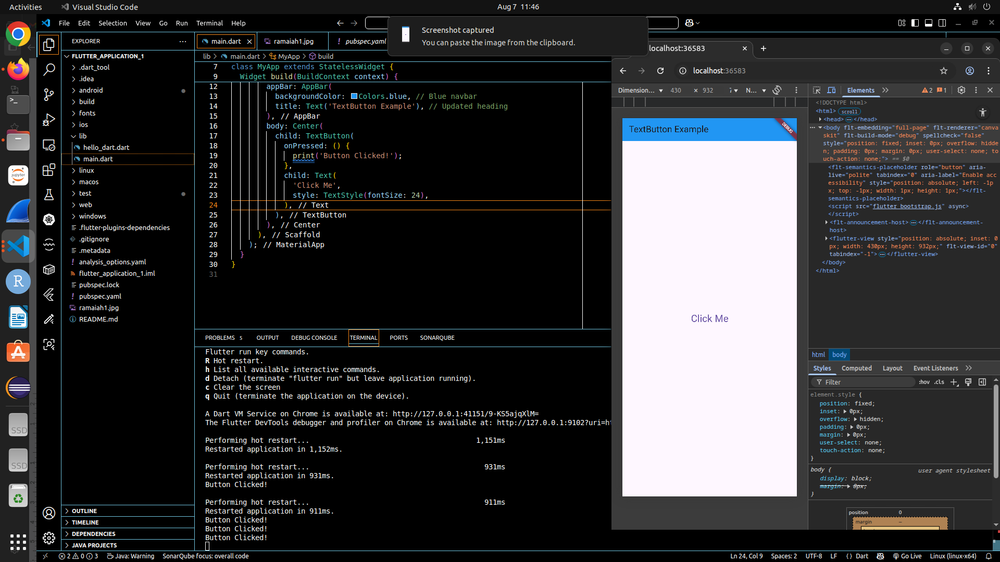 Activities
Visual Studio Code
Aug 7 11:46
File Edit Selection View Go Run Terminal Help
Screenshot captured
You can paste the image from the clipboard.
EXPLORER
main.dart
ramaiah1.jpg
! pubspec.yaml
localhost:36583
FLUTTER_APPLICATION_1
.dart_tool
.idea
android
build
fonts
ios
lib
hello_dart.dart
main.dart
linux
macos
test
web
windows
.flutter-plugins-dependencies
.gitignore
.metadata
! analysis_options.yaml
flutter_application_1.iml
pubspec.lock
! pubspec.yaml
ramaiah1.jpg
README.md
OUTLINE
TIMELINE
DEPENDENCIES
JAVA PROJECTS
lib > main.dart > MyApp > build
7 class MyApp extends StatelessWidget {
9 Widget build(BuildContext context) {
12 appBar: AppBar(
13 backgroundColor: Colors.blue, // Blue navbar
14 title: Text('TextButton Example'), // Updated heading
15 ), // AppBar
16 body: Center(
17 child: TextButton(
18 onPressed: () {
19 print('Button Clicked!');
20 },
21 child: Text(
22 'Click Me',
23 style: TextStyle(fontSize: 24),
24 ), // Text
25 ), // TextButton
26 ), // Center
27 ), // Scaffold
28 ); // MaterialApp
29 }
30 }
31
PROBLEMS 5 OUTPUT DEBUG CONSOLE TERMINAL PORTS SONARQUBE
Flutter run key commands.
R Hot restart.
h List all available interactive commands.
d Detach (terminate "flutter run" but leave application running).
c Clear the screen
q Quit (terminate the application on the device).
A Dart VM Service on Chrome is available at: http://127.0.0.1:41151/9-KS5ajqXlM=
The Flutter DevTools debugger and profiler on Chrome is available at: http://127.0.0.1:9102?uri=ht
Performing hot restart... 1,151ms
Restarted application in 1,152ms.
Performing hot restart... 931ms
Restarted application in 931ms.
Button Clicked!
Performing hot restart... 911ms
Restarted application in 911ms.
Button Clicked!
Button Clicked!
Button Clicked!
localhost:36583
Dimension... 430 × 932 N...
TextButton Example
DEBUG
Click Me
Elements 2 1
<!DOCTYPE html>
<html> scroll
<head> </head>
<body flt-embedding="full-page" flt-renderer="canva
skit" flt-build-mode="debug" spellcheck="false"
style="position: fixed; inset: 0px; overflow: hidde
n; padding: 0px; margin: 0px; user-select: none; to
uch-action: none;"> == $0
<flt-semantics-placeholder role="button" aria-
live="polite" tabindex="0" aria-label="Enable acc
essibility" style="position: absolute; left: -1p
x; top: -1px; width: 1px; height: 1px;"></flt-
semantics-placeholder>
<script src="flutter_bootstrap.js" async>
</script>
<flt-announcement-host> </flt-announcement-
host>
<flutter-view style="position: absolute; inset: 0
px; width: 430px; height: 932px;" flt-view-id="0"
tabindex="-1"> </flutter-view>
</body>
</html>
html body
Styles Computed Layout Event Listeners
Filter :hov .cls
element.style {
position: fixed;
inset: 0px;
overflow: hidden;
padding: 0px;
margin: 0px;
user-select: none;
touch-action: none;
}
body { user agent stylesheet
display: block;
margin: 8px;
}
position 0
margin –
jupyter
R
SSD
SSD
2 0 3 Java: Warning SonarQube focus: overall code
Ln 24, Col 9 Spaces: 2 UTF-8 LF { } Dart Go Live Linux (linux-x64)